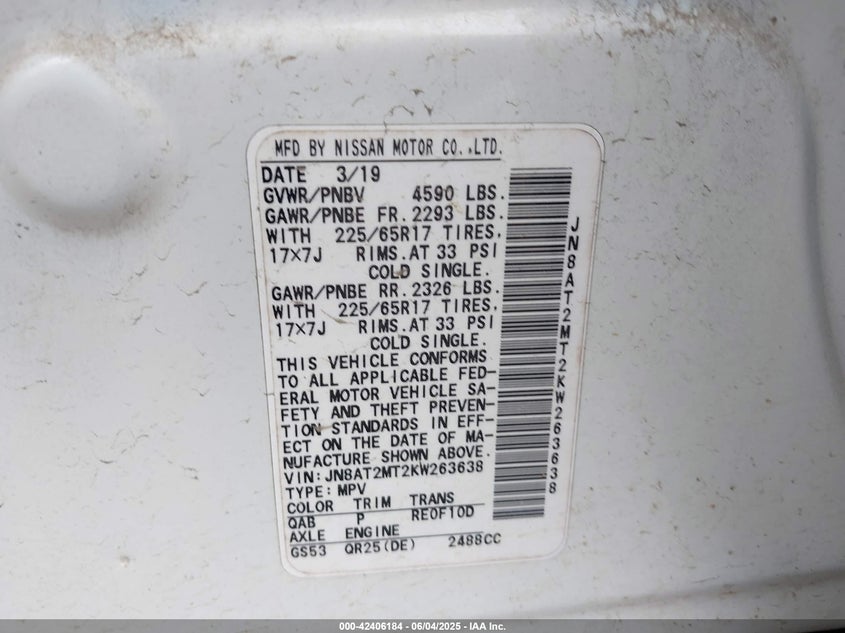 MFD BY NISSAN MOTOR CO.,LTD.
DATE 3/19
GVWR/PNBV 4590 LBS.
GAWR/PNBE FR. 2293 LBS.
WITH 225/65R17 TIRES.
17×7J RIMS.AT 33 PSI
COLD SINGLE.
GAWR/PNBE RR. 2326 LBS.
WITH 225/65R17 TIRES.
17×7J RIMS.AT 33 PSI
COLD SINGLE.
THIS VEHICLE CONFORMS
TO ALL APPLICABLE FED-
ERAL MOTOR VEHICLE SA-
FETY AND THEFT PREVEN-
TION STANDARDS IN EFF-
ECT ON THE DATE OF MA-
NUFACTURE SHOWN ABOVE.
VIN:JN8AT2MT2KW263638
TYPE:MPV
COLOR TRIM TRANS
QAB P RE0F10D
AXLE ENGINE
GS53 QR25(DE) 2488CC
JN8AT2MT2KW263638
000-42406184 - 06/04/2025 - IAA Inc.